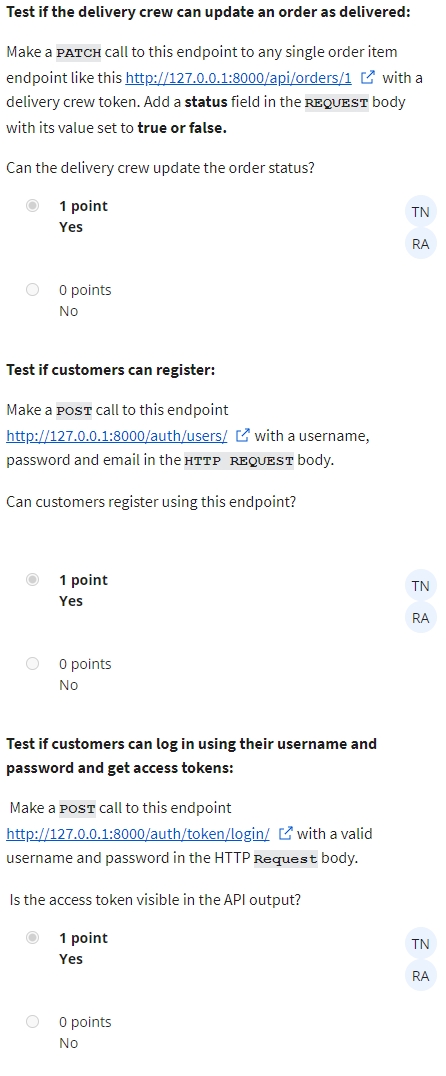 Test if the delivery crew can update an order as delivered:
Make a PATCH call to this endpoint to any single order item
endpoint like this http://127.0.0.1:8000/api/orders/1 with a
delivery crew token. Add a status field in the REQUEST body
with its value set to true or false.
Can the delivery crew update the order status?
1 point
Yes
TN
RA
0 points
No
Test if customers can register:
Make a POST call to this endpoint
http://127.0.0.1:8000/auth/users/ with a username,
password and email in the HTTP REQUEST body.
Can customers register using this endpoint?
1 point
Yes
TN
RA
0 points
No
Test if customers can log in using their username and
password and get access tokens:
Make a POST call to this endpoint
http://127.0.0.1:8000/auth/token/login/ with a valid
username and password in the HTTP Request body.
Is the access token visible in the API output?
1 point
Yes
TN
RA
0 points
No